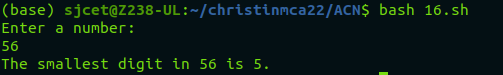 (base) sjcet@Z238-UL:~/christinmca22/ACN$ bash 16.sh
Enter a number:
56
The smallest digit in 56 is 5.